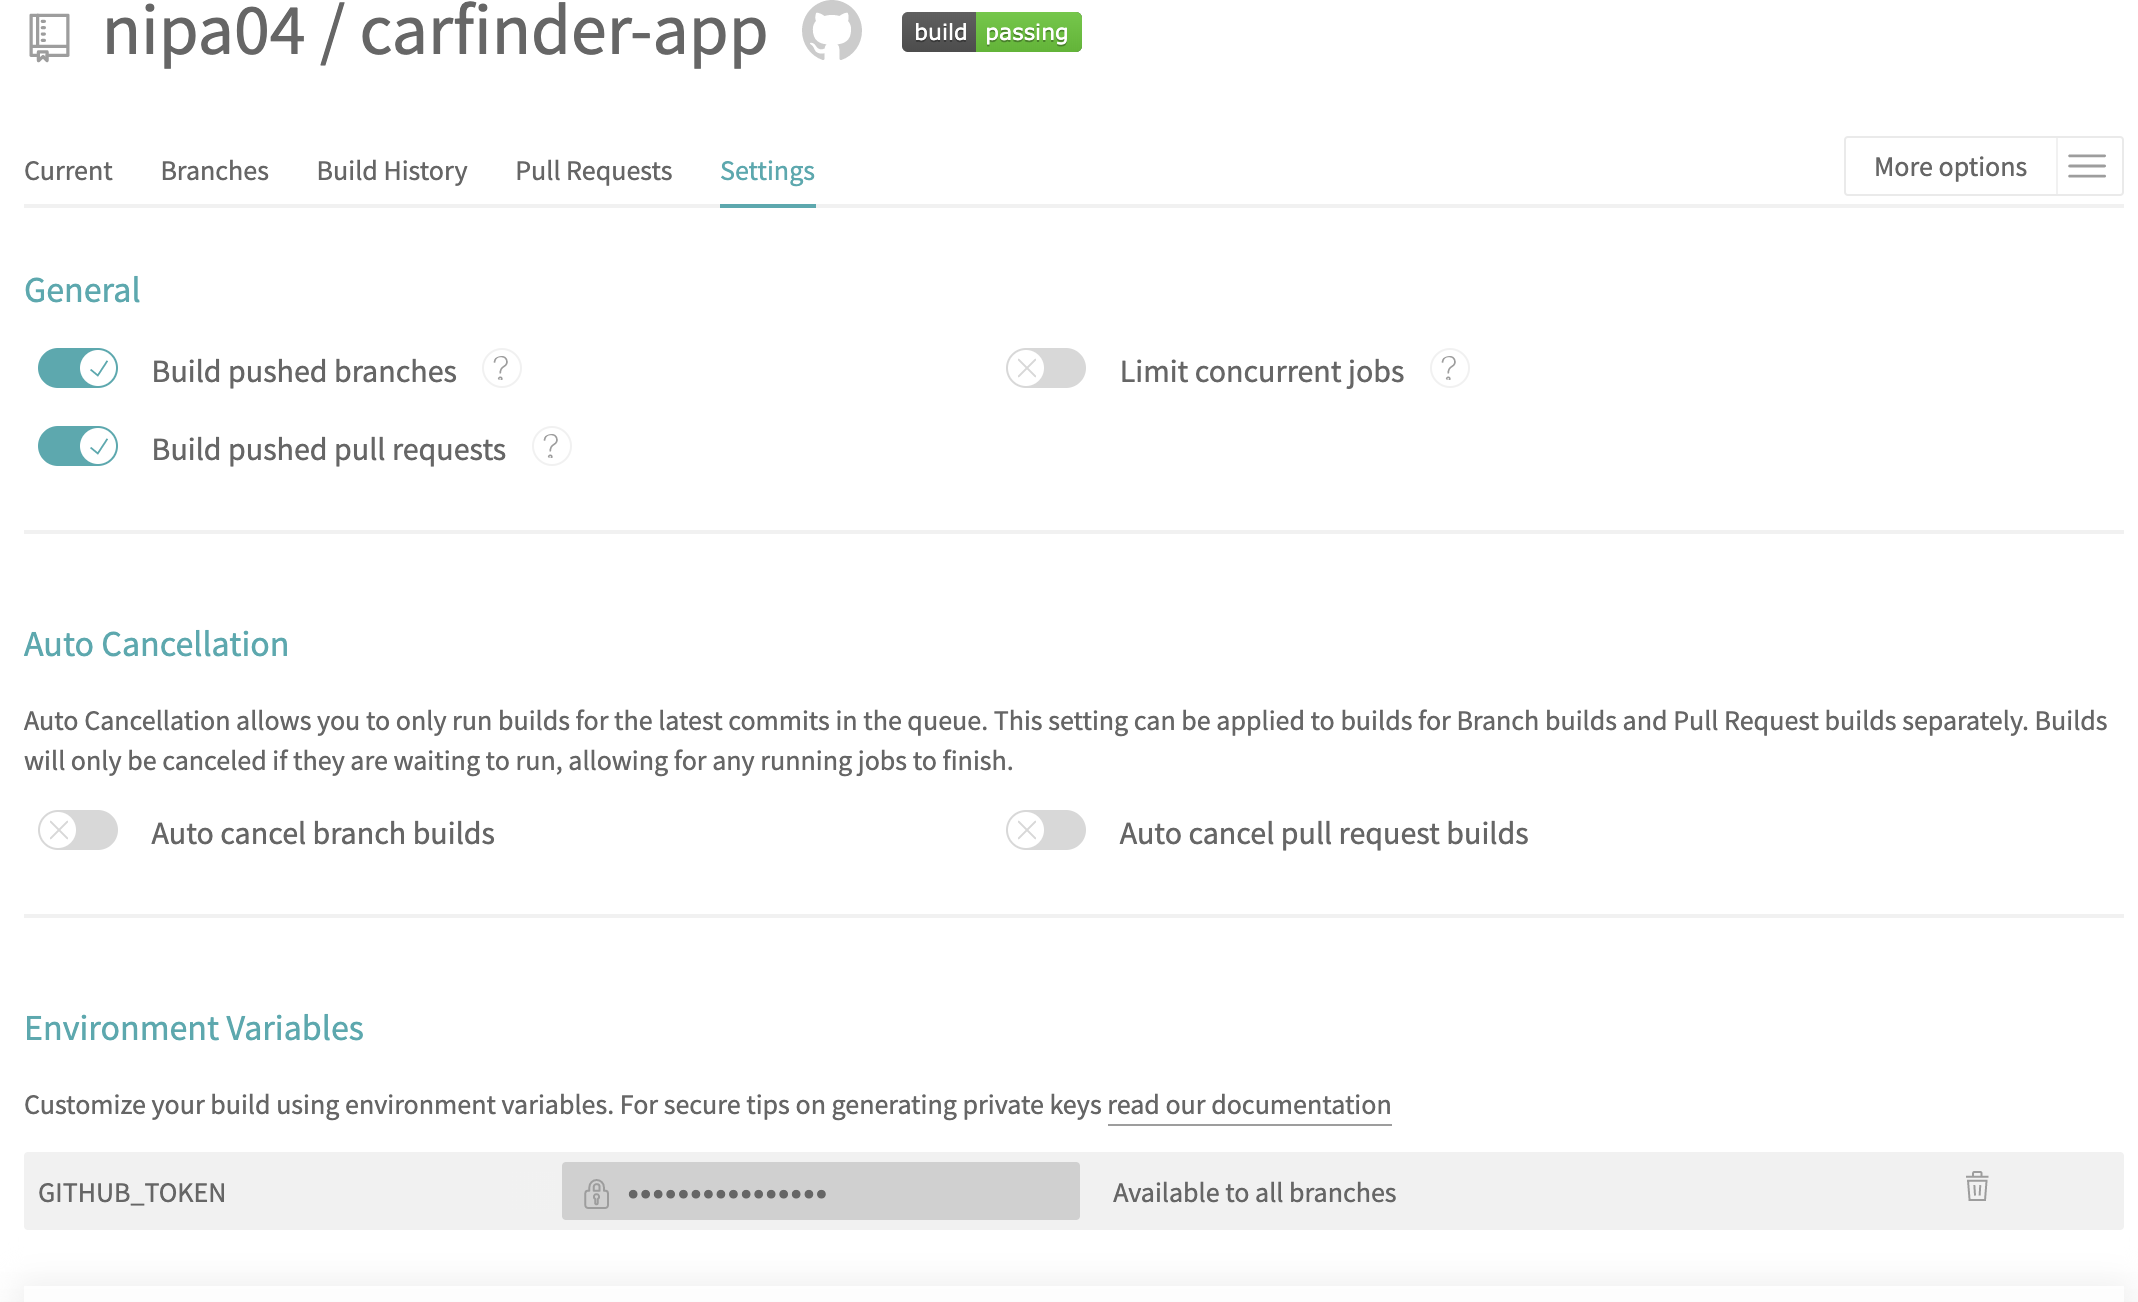 nipa04 / carfinder-app
build passing
Current Branches Build History Pull Requests Settings
More options
General
Build pushed branches ?
Limit concurrent jobs ?
Build pushed pull requests ?
Auto Cancellation
Auto Cancellation allows you to only run builds for the latest commits in the queue. This setting can be applied to builds for Branch builds and Pull Request builds separately. Builds
will only be canceled if they are waiting to run, allowing for any running jobs to finish.
Auto cancel branch builds
Auto cancel pull request builds
Environment Variables
Customize your build using environment variables. For secure tips on generating private keys read our documentation
GITHUB_TOKEN •••••••••••••••• Available to all branches